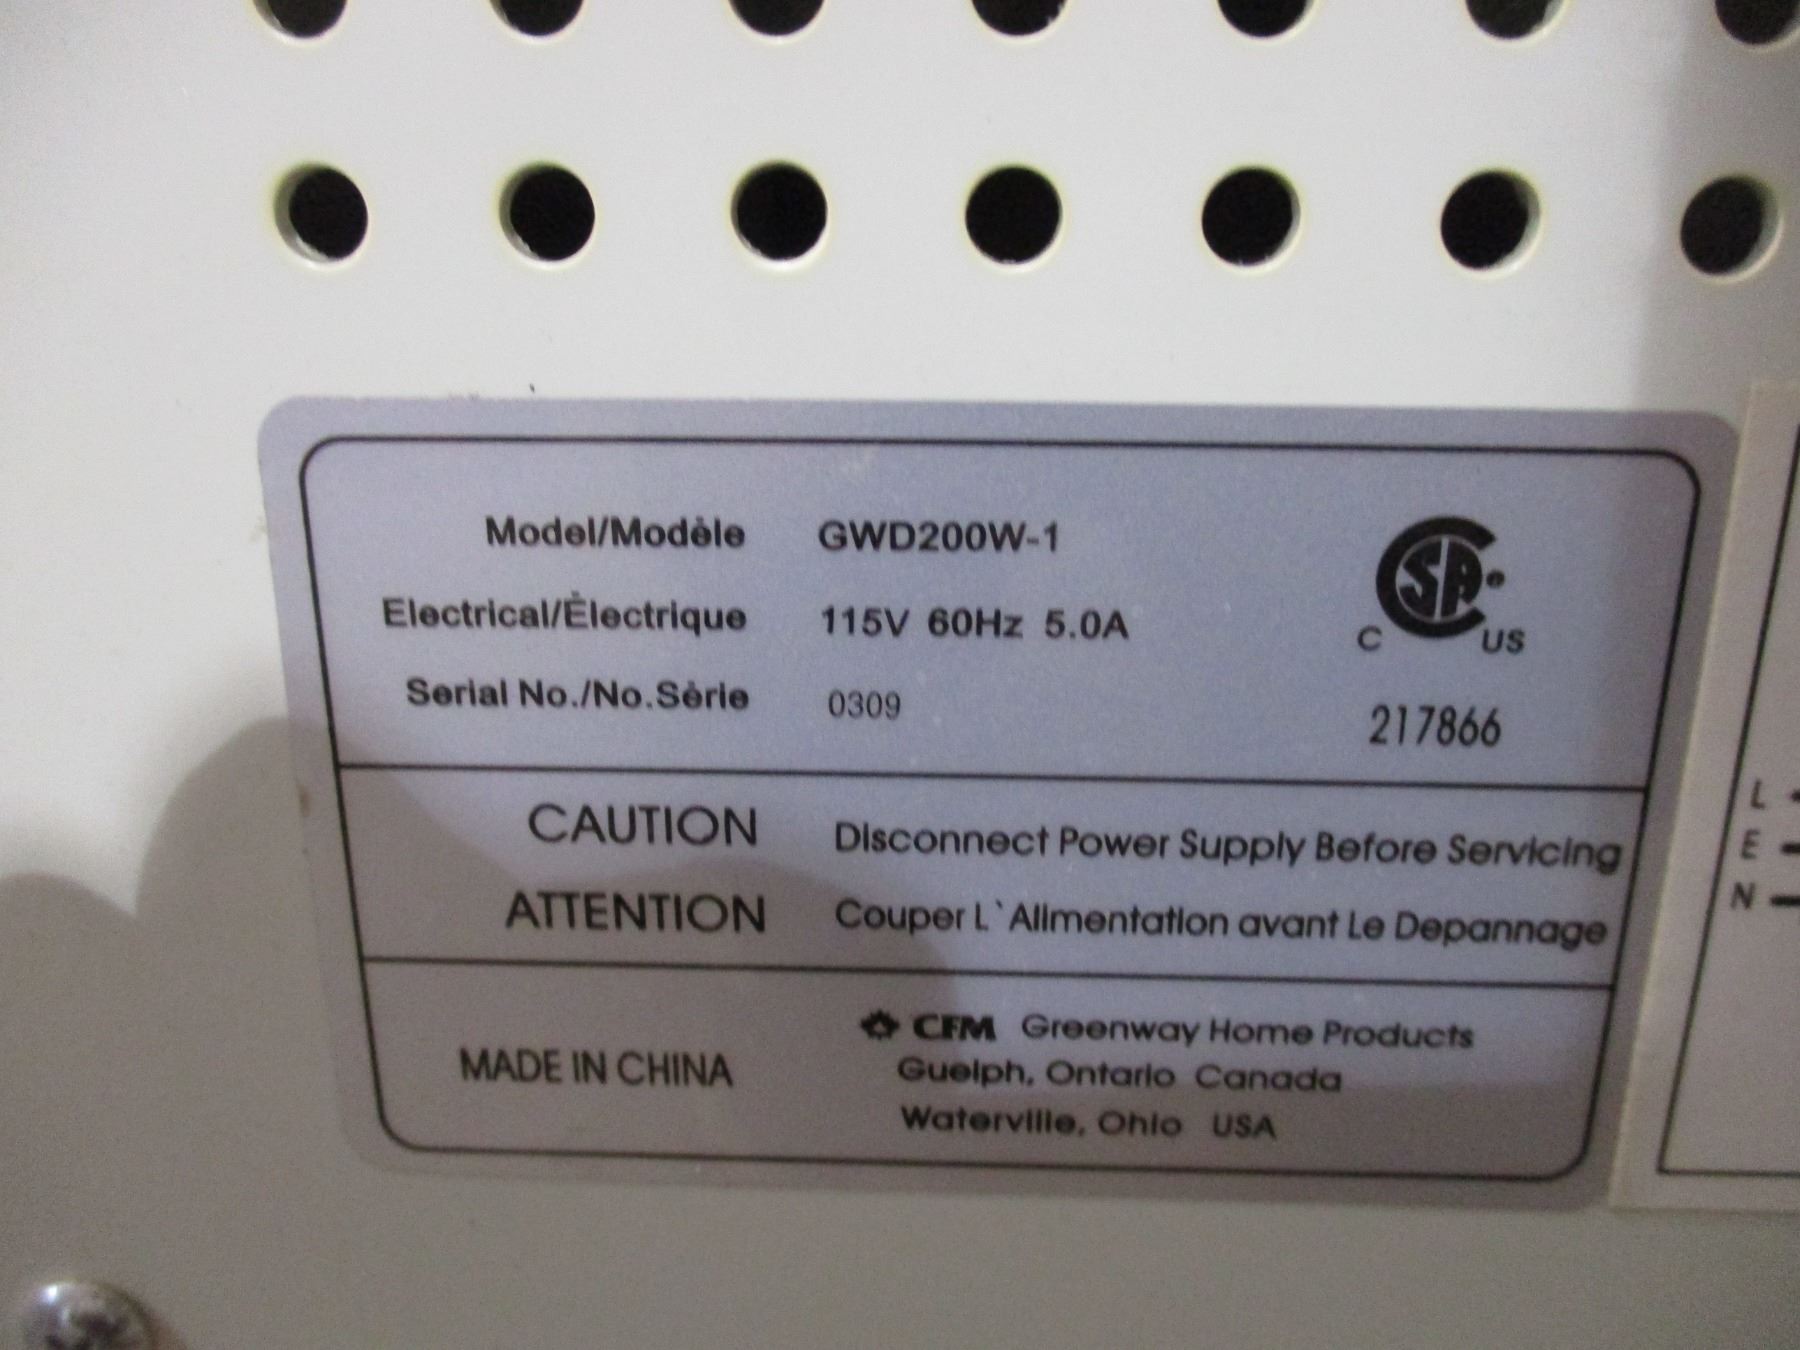 Model/Modèle GWD200W-1
Electrical/Électrique 115V 60Hz 5.0A
Serial No./No.Sèrie 0309
CSA®
C US
217866
CAUTION Disconnect Power Supply Before Servicing
ATTENTION Couper L`Alimentation avant Le Depannage
MADE IN CHINA
CFM Greenway Home Products
Guelph, Ontario Canada
Waterville, Ohio USA
L
E
N